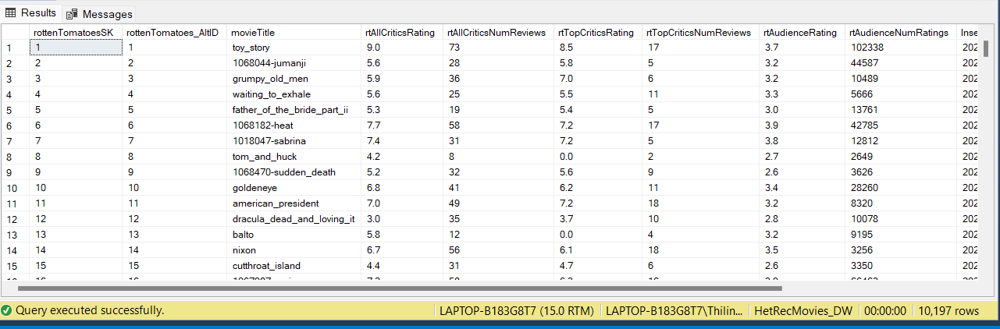 Results Messages
rottenTomatoesSK rottenTomatoes_AltID movieTitle rtAllCriticsRating rtAllCriticsNumReviews rtTopCriticsRating rtTopCriticsNumReviews rtAudienceRating rtAudienceNumRatings Inse
1 1 1 toy_story 9.0 73 8.5 17 3.7 102338 202
2 2 2 1068044-jumanji 5.6 28 5.8 5 3.2 44587 202
3 3 3 grumpy_old_men 5.9 36 7.0 6 3.2 10489 202
4 4 4 waiting_to_exhale 5.6 25 5.5 11 3.3 5666 202
5 5 5 father_of_the_bride_part_ii 5.3 19 5.4 5 3.0 13761 202
6 6 6 1068182-heat 7.7 58 7.2 17 3.9 42785 202
7 7 7 1018047-sabrina 7.4 31 7.2 5 3.8 12812 202
8 8 8 tom_and_huck 4.2 8 0.0 2 2.7 2649 202
9 9 9 1068470-sudden_death 5.2 32 5.6 9 2.6 3626 202
10 10 10 goldeneye 6.8 41 6.2 11 3.4 28260 202
11 11 11 american_president 7.0 49 7.2 18 3.2 8320 202
12 12 12 dracula_dead_and_loving_it 3.0 35 3.7 10 2.8 10078 202
13 13 13 balto 5.8 12 0.0 4 3.2 9195 202
14 14 14 nixon 6.7 56 6.1 18 3.5 3256 202
15 15 15 cutthroat_island 4.4 31 4.7 6 2.6 3350 202
Query executed successfully. LAPTOP-B183G8T7 (15.0 RTM) LAPTOP-B183G8T7\Thilin... HetRecMovies_DW 00:00:00 10,197 rows